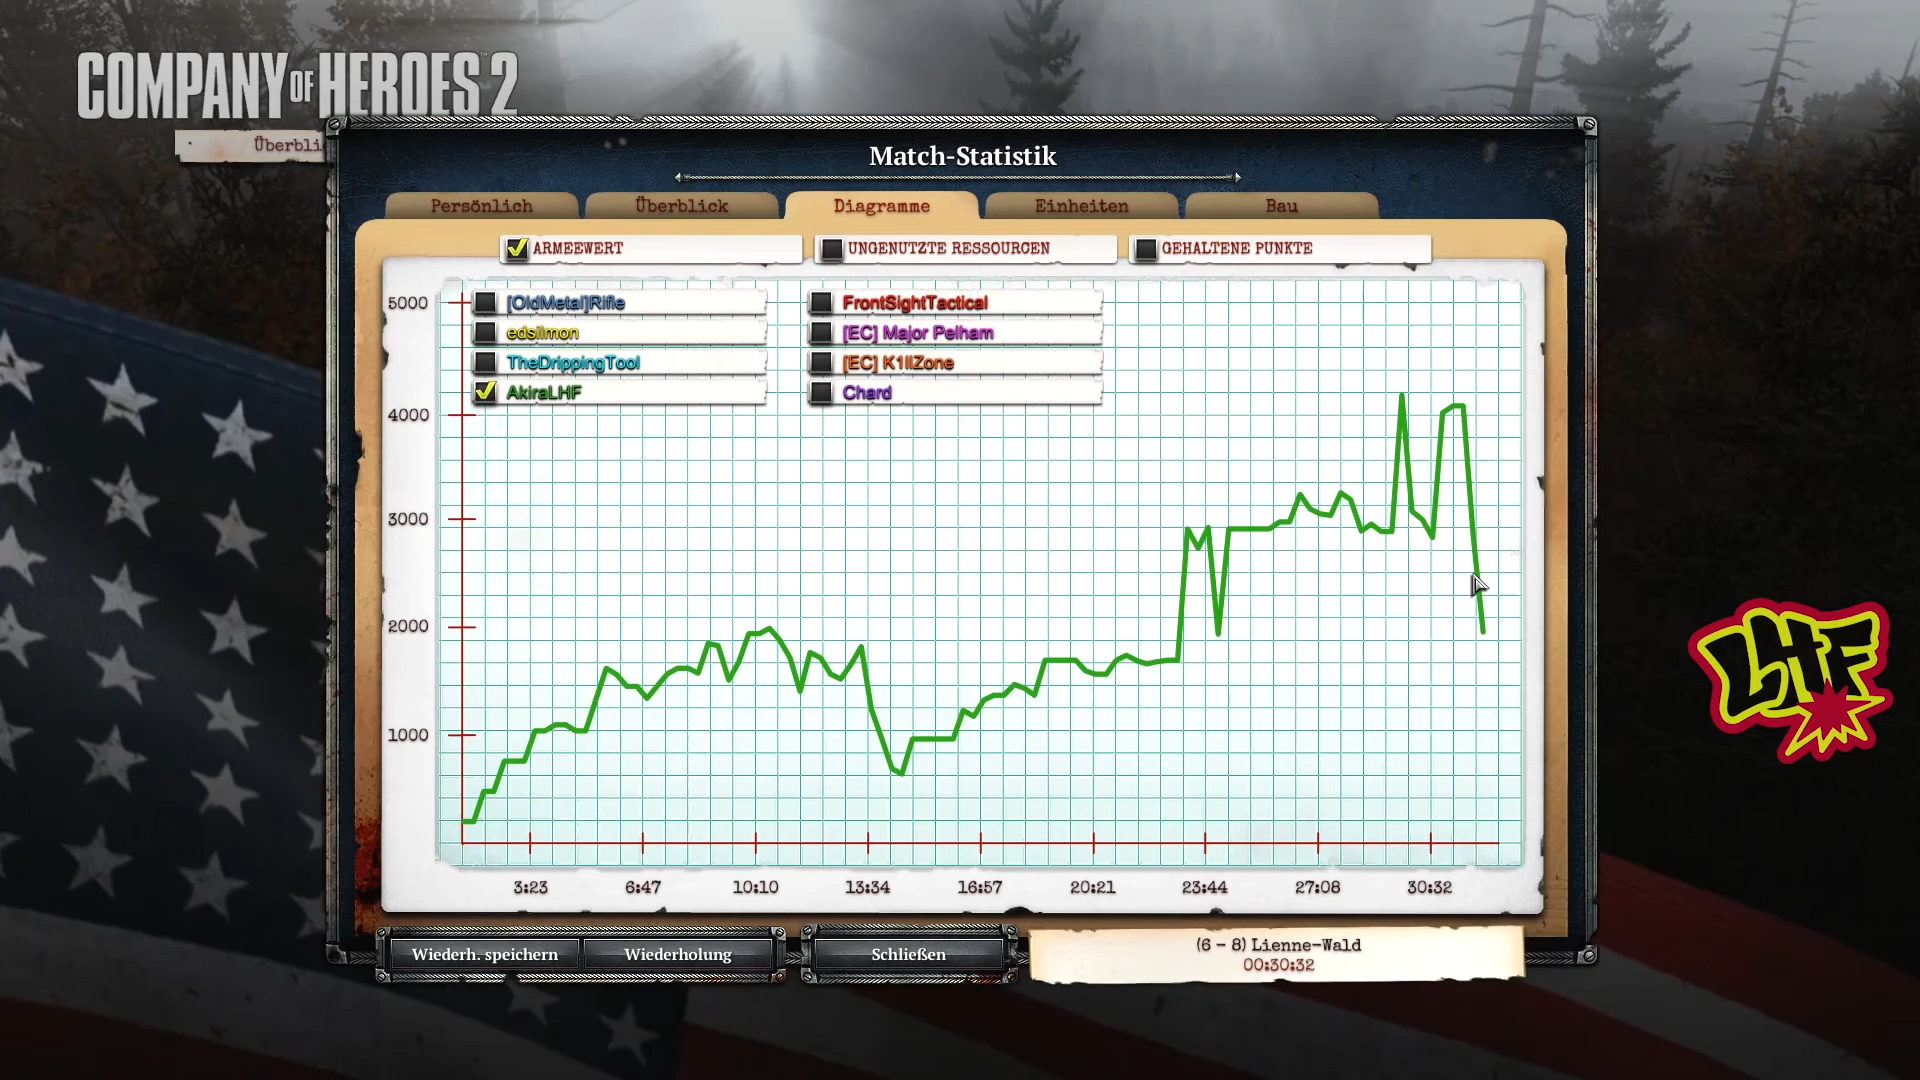 COMPANY OF HEROES 2™
Überbli
Match-Statistik
Persönlich
Überblick
Diagramme
Einheiten
Bau
ARMEEWERT
UNGENUTZTE RESSOURCEN
GEHALTENE PUNKTE
[OldMetal]Rifle
FrontSightTactical
edsilmon
[EC] Major Pelham
TheDrippingTool
[EC] K1llZone
AkiraLHF
Chard
5000
4000
3000
2000
1000
3:23
6:47
10:10
13:34
16:57
20:21
23:44
27:08
30:32
LHF
Wiederh. speichern
Wiederholung
Schließen
(6 - 8) Lienne-Wald
00:30:32